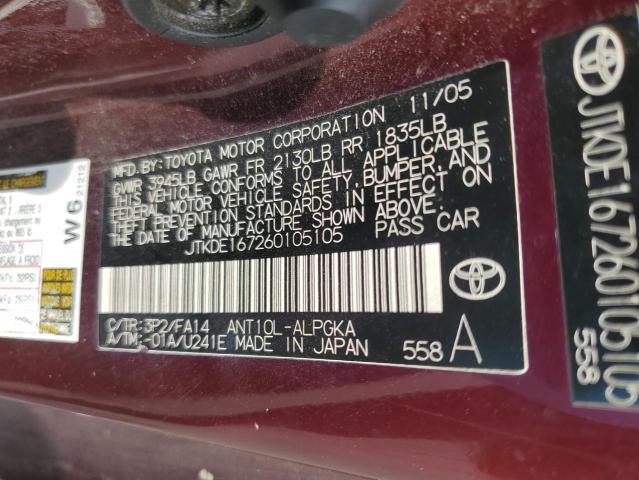 MFD.BY:TOYOTA MOTOR CORPORATION 11/05
GVWR 3945LB GAWR FR 2130LB RR 1835LB
THIS VEHICLE CONFORMS TO ALL APPLICABLE
FEDERAL MOTOR VEHICLE SAFETY, BUMPER, AND
THEFT PREVENTION STANDARDS IN EFFECT ON
THE DATE OF MANUFACTURE SHOWN ABOVE.
JTKDE167260105105 PASS CAR
C/TR:3P2/FA14 ANT10L-ALPGKA
A/TM:-01A/U241E MADE IN JAPAN
558 A
JTKDE167260105105
558
W6
21212